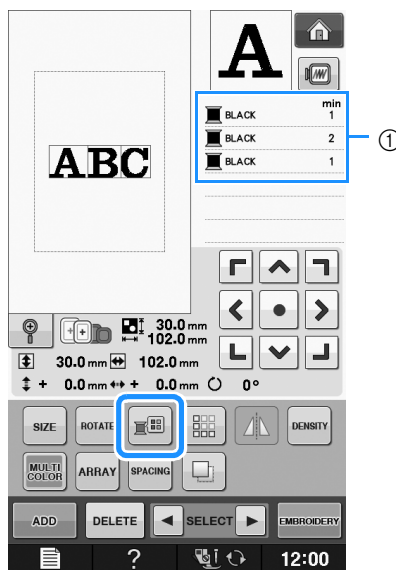 A
min
BLACK 1
BLACK 2
BLACK 1
①
ABC
30.0 mm
102.0 mm
30.0 mm 102.0 mm
+ 0.0 mm + 0.0 mm 0°
SIZE ROTATE DENSITY
MULTI COLOR ARRAY SPACING
ADD DELETE SELECT EMBROIDERY
? 12:00